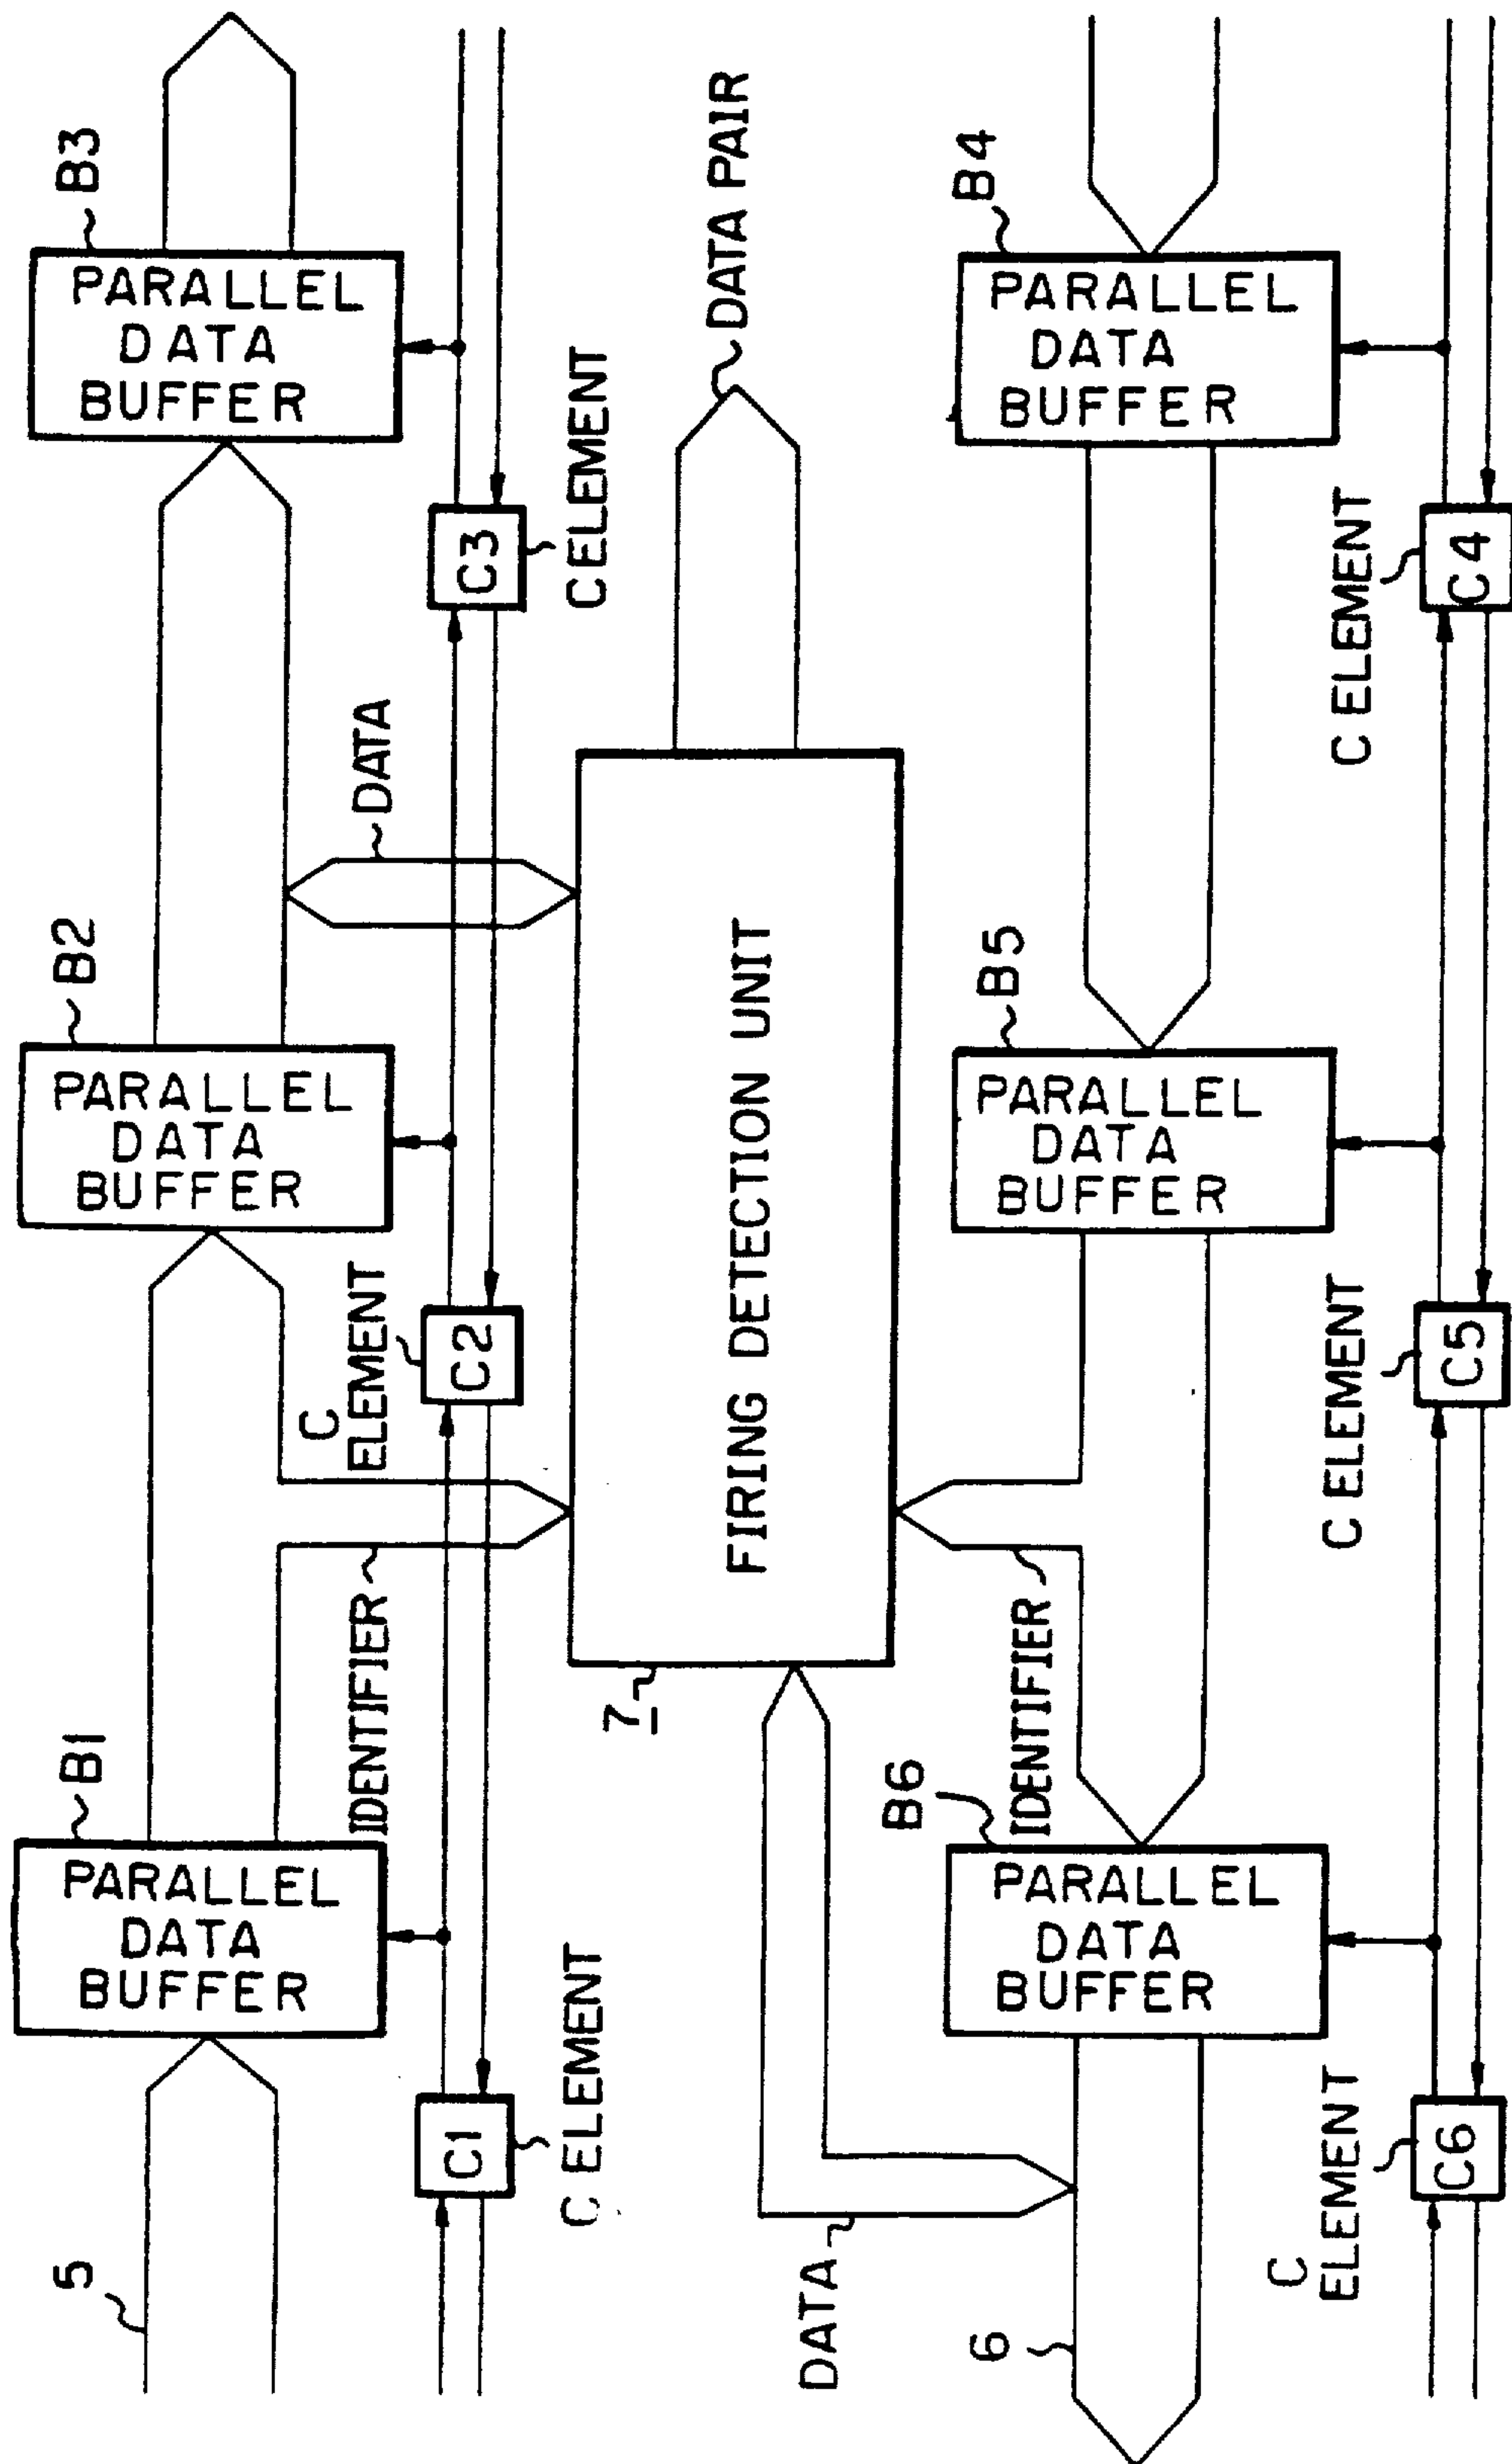 5
B1
B2
B3
PARALLEL
DATA
BUFFER
PARALLEL
DATA
BUFFER
PARALLEL
DATA
BUFFER
IDENTIFIER
C
ELEMENT
DATA
C1
C2
C3
C ELEMENT
C ELEMENT
7
FIRING DETECTION UNIT
DATA PAIR
DATA
6
B6
B5
B4
IDENTIFIER
PARALLEL
DATA
BUFFER
PARALLEL
DATA
BUFFER
PARALLEL
DATA
BUFFER
C
ELEMENT
C ELEMENT
C ELEMENT
C6
C5
C4